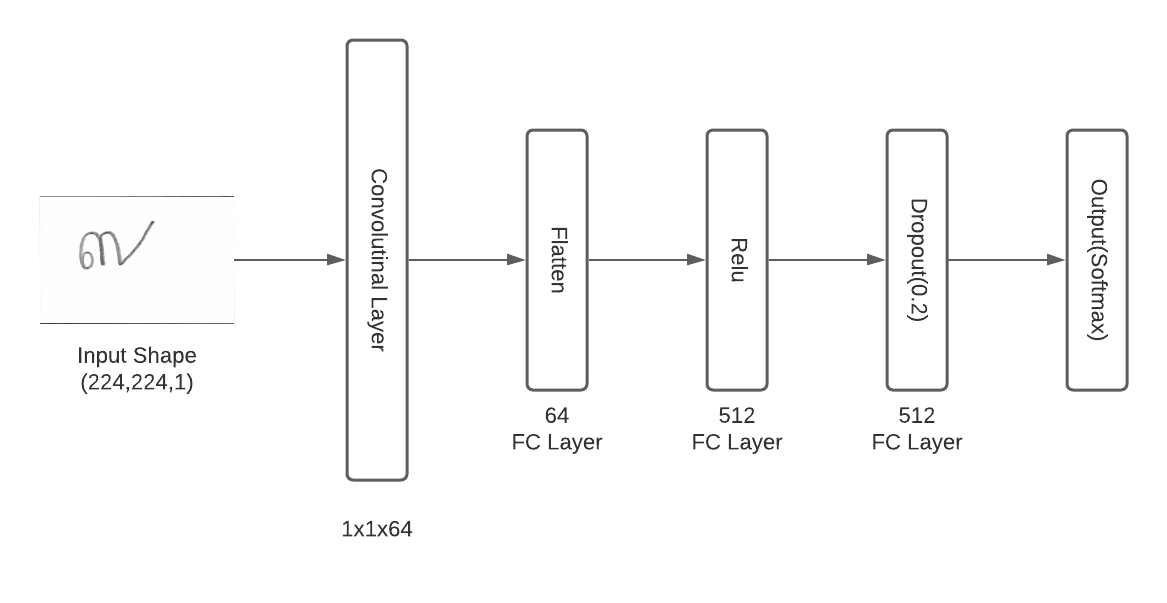 ഌ
Input Shape
(224,224,1)
Convolutinal Layer
1x1x64
Flatten
64
FC Layer
Relu
512
FC Layer
Dropout(0.2)
512
FC Layer
Output(Softmax)